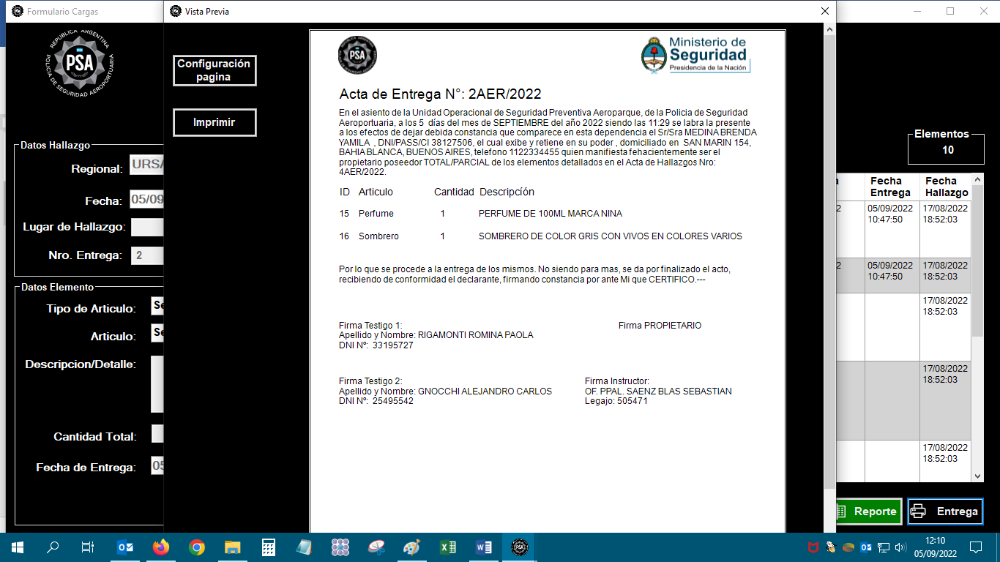 Formulario Cargas
Vista Previa
REPUBLICA ARGENTINA
PSA
POLICIA DE SEGURIDAD AEROPORTUARIA
Configuración
pagina
Imprimir
PSA
Ministerio de
Seguridad
Presidencia de la Nación
Acta de Entrega N°: 2AER/2022
En el asiento de la Unidad Operacional de Seguridad Preventiva Aeroparque, de la Policia de Seguridad
Aeroportuaria, a los 5 días del mes de SEPTIEMBRE del año 2022 siendo las 11:29 se labra la presente
a los efectos de dejar debida constancia que comparece en esta dependencia el Sr/Sra MEDINA BRENDA
YAMILA , DNI/PASS/CI 38127506, el cual exibe y retiene en su poder , domiciliado en SAN MARIN 154,
BAHIA BLANCA, BUENOS AIRES, telefono 1122334455 quien manifiesta fehacientemente ser el
propietario poseedor TOTAL/PARCIAL de los elementos detallados en el Acta de Hallazgos Nro:
4AER/2022.
ID Articulo Cantidad Descripción
15 Perfume 1 PERFUME DE 100ML MARCA NINA
16 Sombrero 1 SOMBRERO DE COLOR GRIS CON VIVOS EN COLORES VARIOS
Por lo que se procede a la entrega de los mismos. No siendo para mas, se da por finalizado el acto,
recibiendo de conformidad el declarante, firmando constancia por ante Mi que CERTIFICO.---
Firma Testigo 1: Firma PROPIETARIO
Apellido y Nombre: RIGAMONTI ROMINA PAOLA
DNI Nº: 33195727
Firma Testigo 2: Firma Instructor:
Apellido y Nombre: GNOCCHI ALEJANDRO CARLOS OF. PPAL. SAENZ BLAS SEBASTIAN
DNI Nº: 25495542 Legajo: 505471
Datos Hallazgo
Regional: URSA
Fecha: 05/09
Lugar de Hallazgo:
Nro. Entrega: 2
Datos Elemento
Tipo de Articulo: Se
Articulo: Se
Descripcion/Detalle:
Cantidad Total:
Fecha de Entrega: 05
Elementos
10
Fecha Fecha
Entrega Hallazgo
2 05/09/2022 17/08/2022
10:47:50 18:52:03
2 05/09/2022 17/08/2022
10:47:50 18:52:03
17/08/2022
18:52:03
17/08/2022
18:52:03
17/08/2022
18:52:03
Reporte Entrega
12:10
05/09/2022